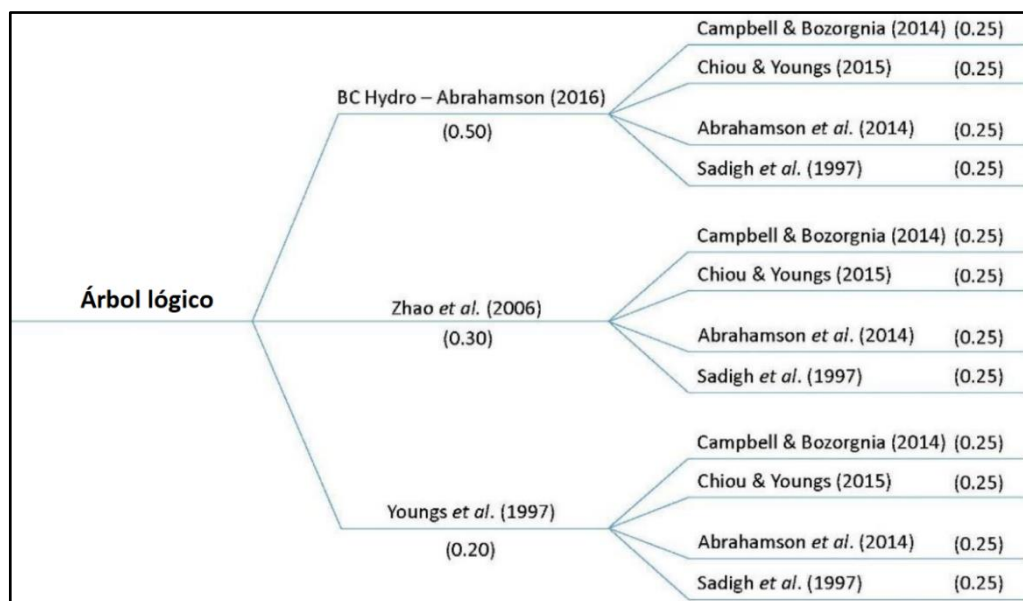 Campbell & Bozorgnia (2014) (0.25)
Chiou & Youngs (2015) (0.25)
BC Hydro – Abrahamson (2016)
(0.50)
Abrahamson et al. (2014) (0.25)
Sadigh et al. (1997) (0.25)
Campbell & Bozorgnia (2014) (0.25)
Chiou & Youngs (2015) (0.25)
Árbol lógico
Zhao et al. (2006)
(0.30)
Abrahamson et al. (2014) (0.25)
Sadigh et al. (1997) (0.25)
Campbell & Bozorgnia (2014) (0.25)
Chiou & Youngs (2015) (0.25)
Youngs et al. (1997)
(0.20)
Abrahamson et al. (2014) (0.25)
Sadigh et al. (1997) (0.25)